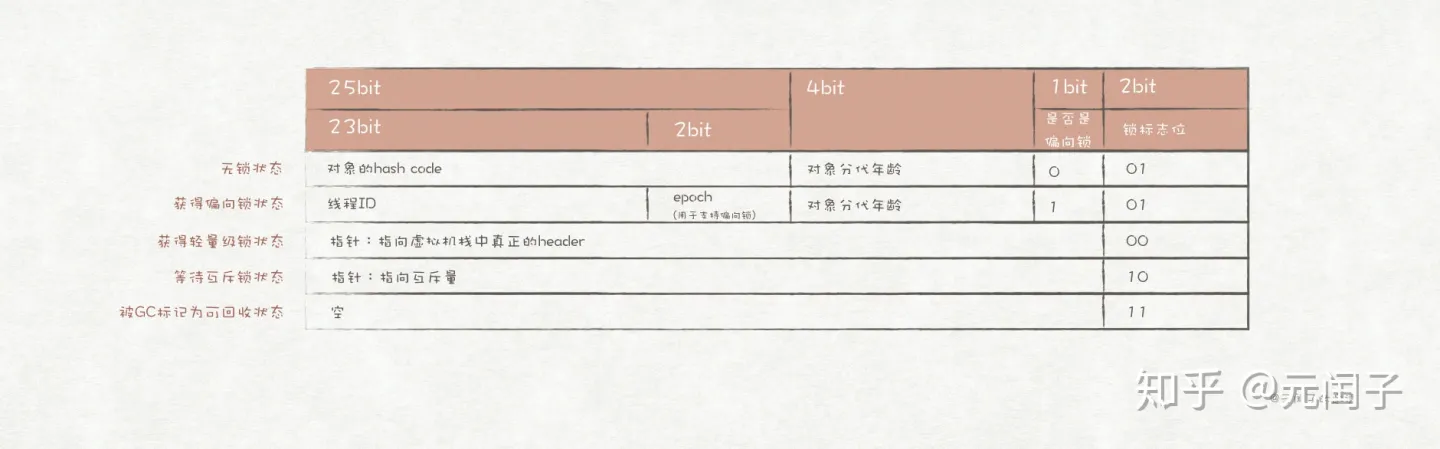 25bit 4bit 1bit 2bit
23bit 2bit 是否是 锁标志位
偏向锁
无锁状态 对象的hash code 对象分代年龄 0 01
获得偏向锁状态 线程ID epoch 对象分代年龄 1 01
(用于支持偏向锁)
获得轻量级锁状态 指针：指向虚拟机栈中真正的header 00
等待互斥锁状态 指针：指向互斥量 10
被GC标记为可回收状态 空 11
知乎 @元闰子